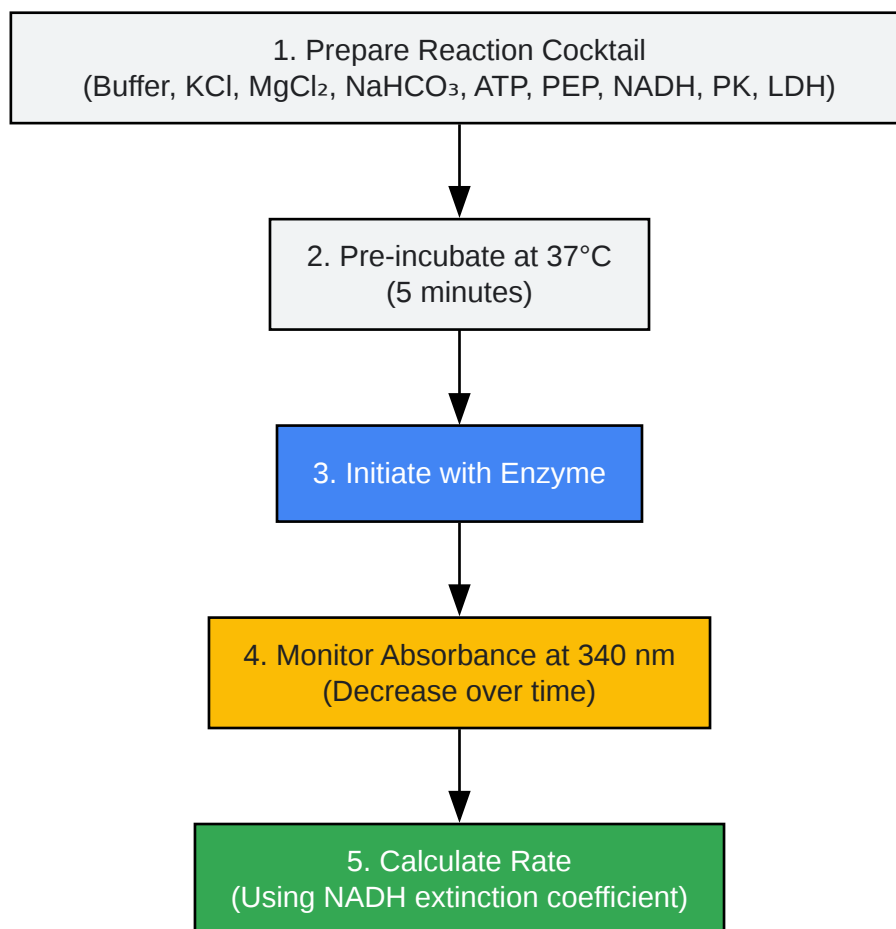 1. Prepare Reaction Cocktail
(Buffer, KCl, MgCl₂, NaHCO₃, ATP, PEP, NADH, PK, LDH)
2. Pre-incubate at 37°C
(5 minutes)
3. Initiate with Enzyme
4. Monitor Absorbance at 340 nm
(Decrease over time)
5. Calculate Rate
(Using NADH extinction coefficient)